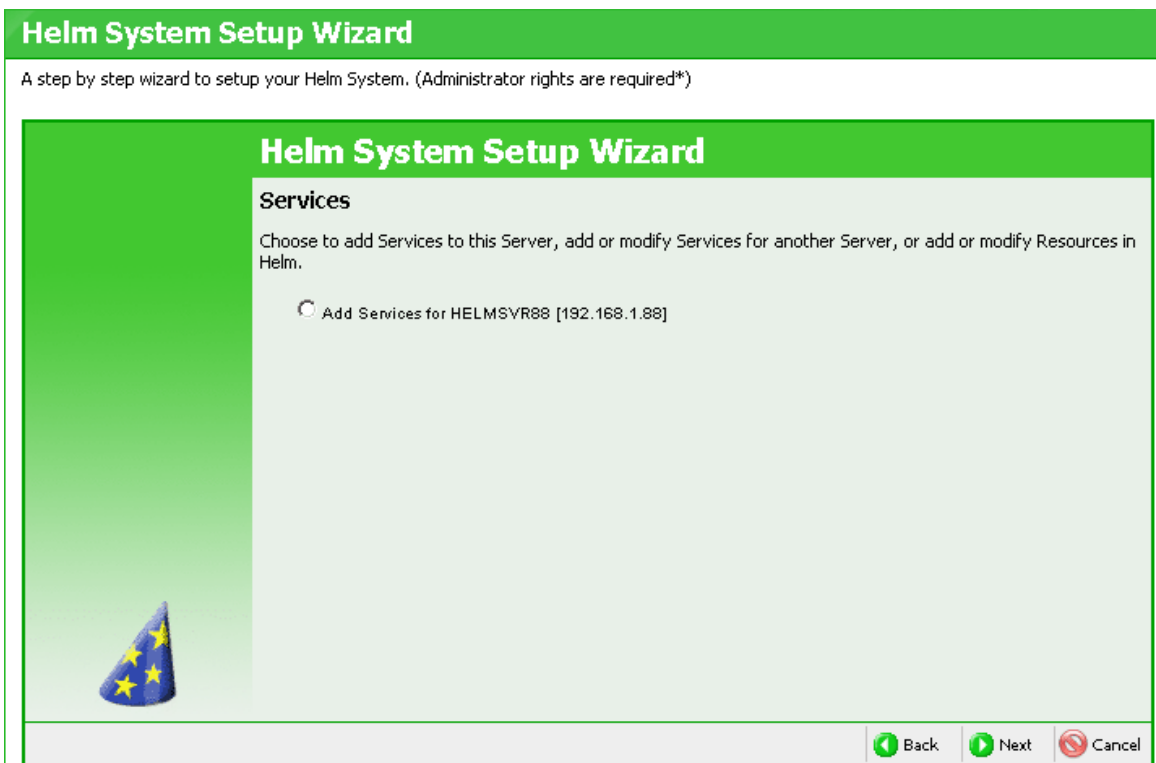 Helm System Setup Wizard
A step by step wizard to setup your Helm System. (Administrator rights are required*)
Helm System Setup Wizard
Services
Choose to add Services to this Server, add or modify Services for another Server, or add or modify Resources in
Helm.
Add Services for HELMSVR88 [192.168.1.88]
Back Next Cancel